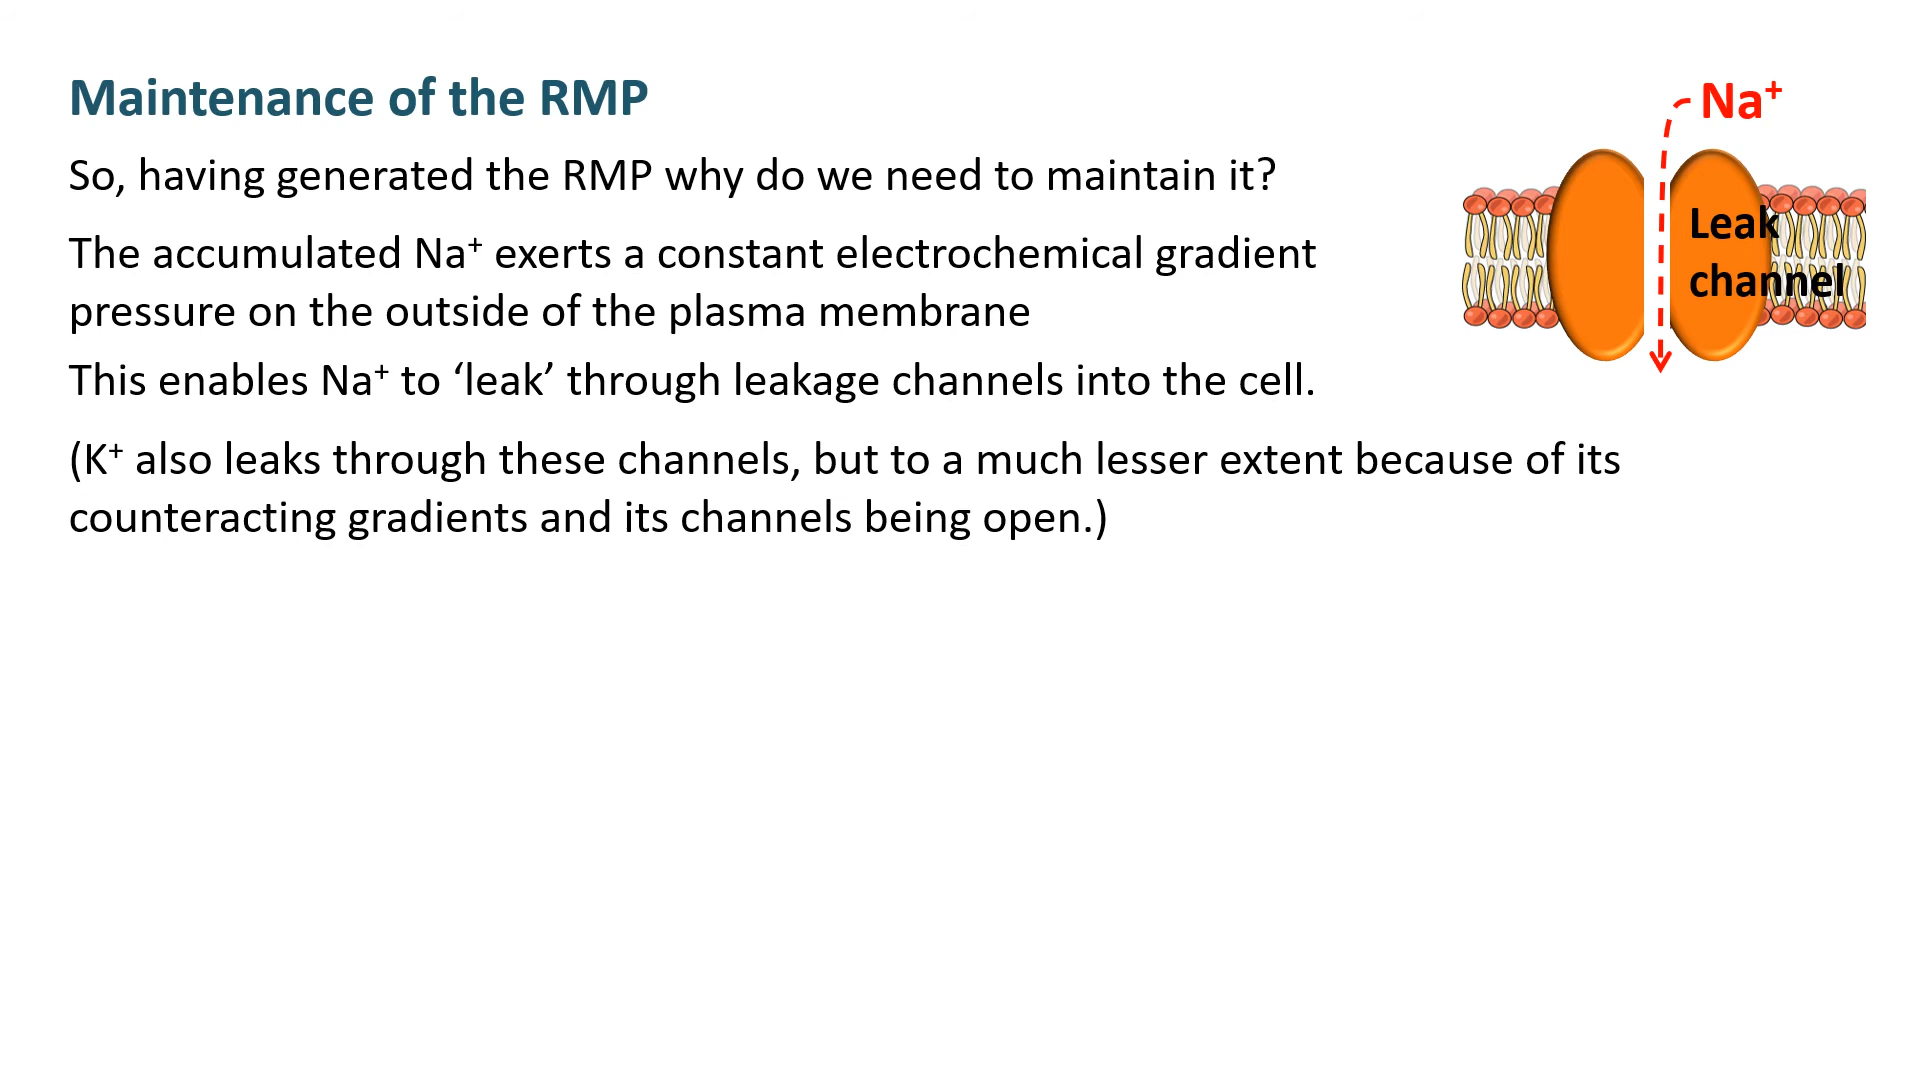 Maintenance of the RMP
So, having generated the RMP why do we need to maintain it?
The accumulated Na⁺ exerts a constant electrochemical gradient
pressure on the outside of the plasma membrane
This enables Na⁺ to ‘leak’ through leakage channels into the cell.
(K⁺ also leaks through these channels, but to a much lesser extent because of its
counteracting gradients and its channels being open.)
Na⁺
Leak
channel